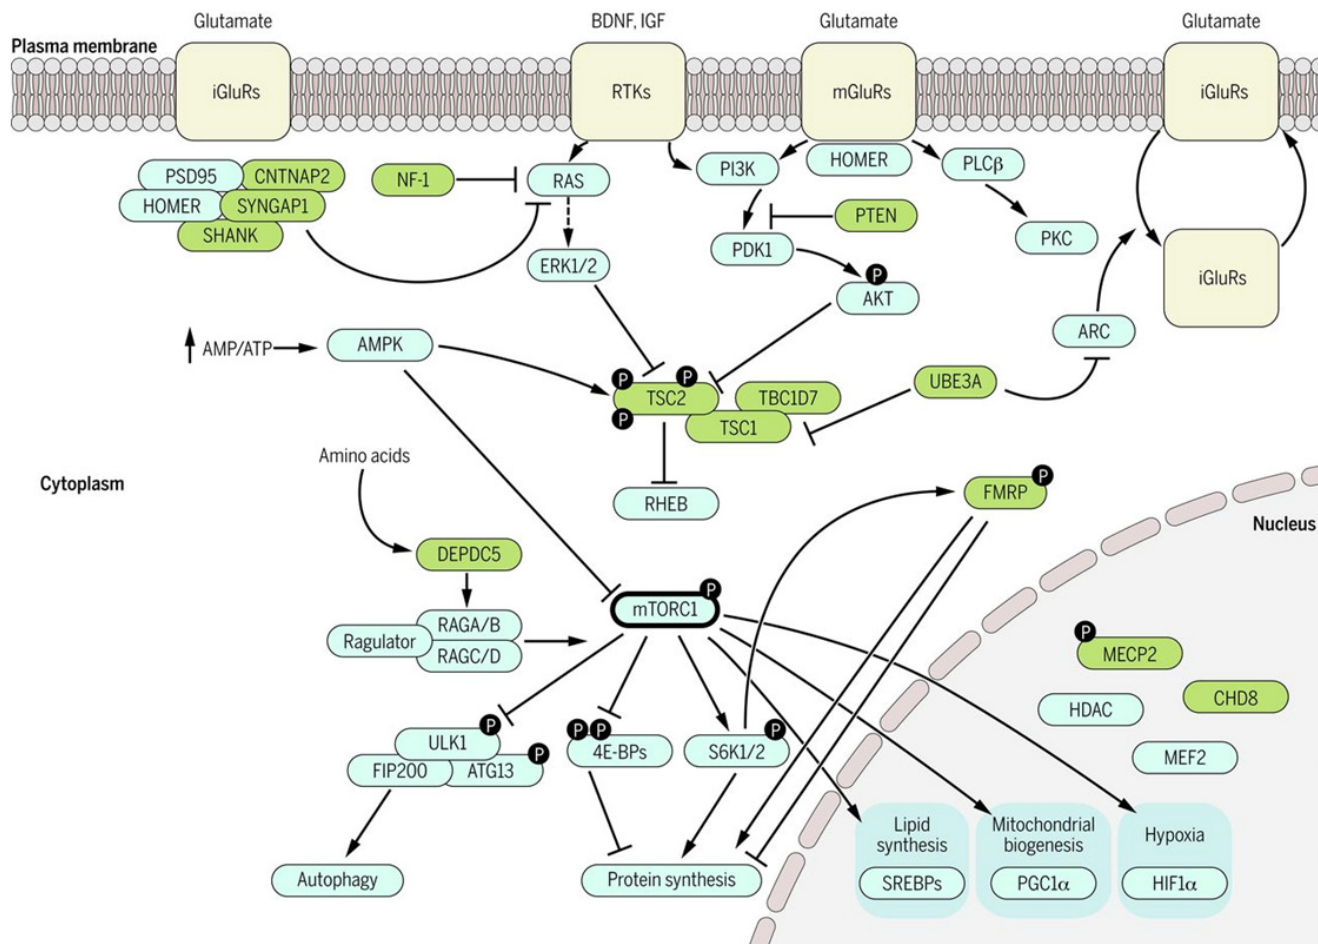 Glutamate
BDNF, IGF
Glutamate
Glutamate
Plasma membrane
iGluRs
RTKs
mGluRs
iGluRs
PSD95
CNTNAP2
HOMER
SYNGAP1
SHANK
NF-1
RAS
PI3K
HOMER
PLCβ
PTEN
PDK1
PKC
ERK1/2
P
AKT
iGluRs
AMP/ATP
AMPK
ARC
P
P
TSC2
P
TBC1D7
TSC1
UBE3A
Amino acids
Cytoplasm
RHEB
P
FMRP
Nucleus
DEPDC5
P
mTORC1
RAGA/B
Ragulator
RAGC/D
P
MECP2
CHD8
HDAC
MEF2
P
ULK1
P
FIP200
ATG13
P
P
4E-BPs
P
S6K1/2
Lipid
synthesis
SREBPs
Mitochondrial
biogenesis
PGC1α
Hypoxia
HIF1α
Autophagy
Protein synthesis